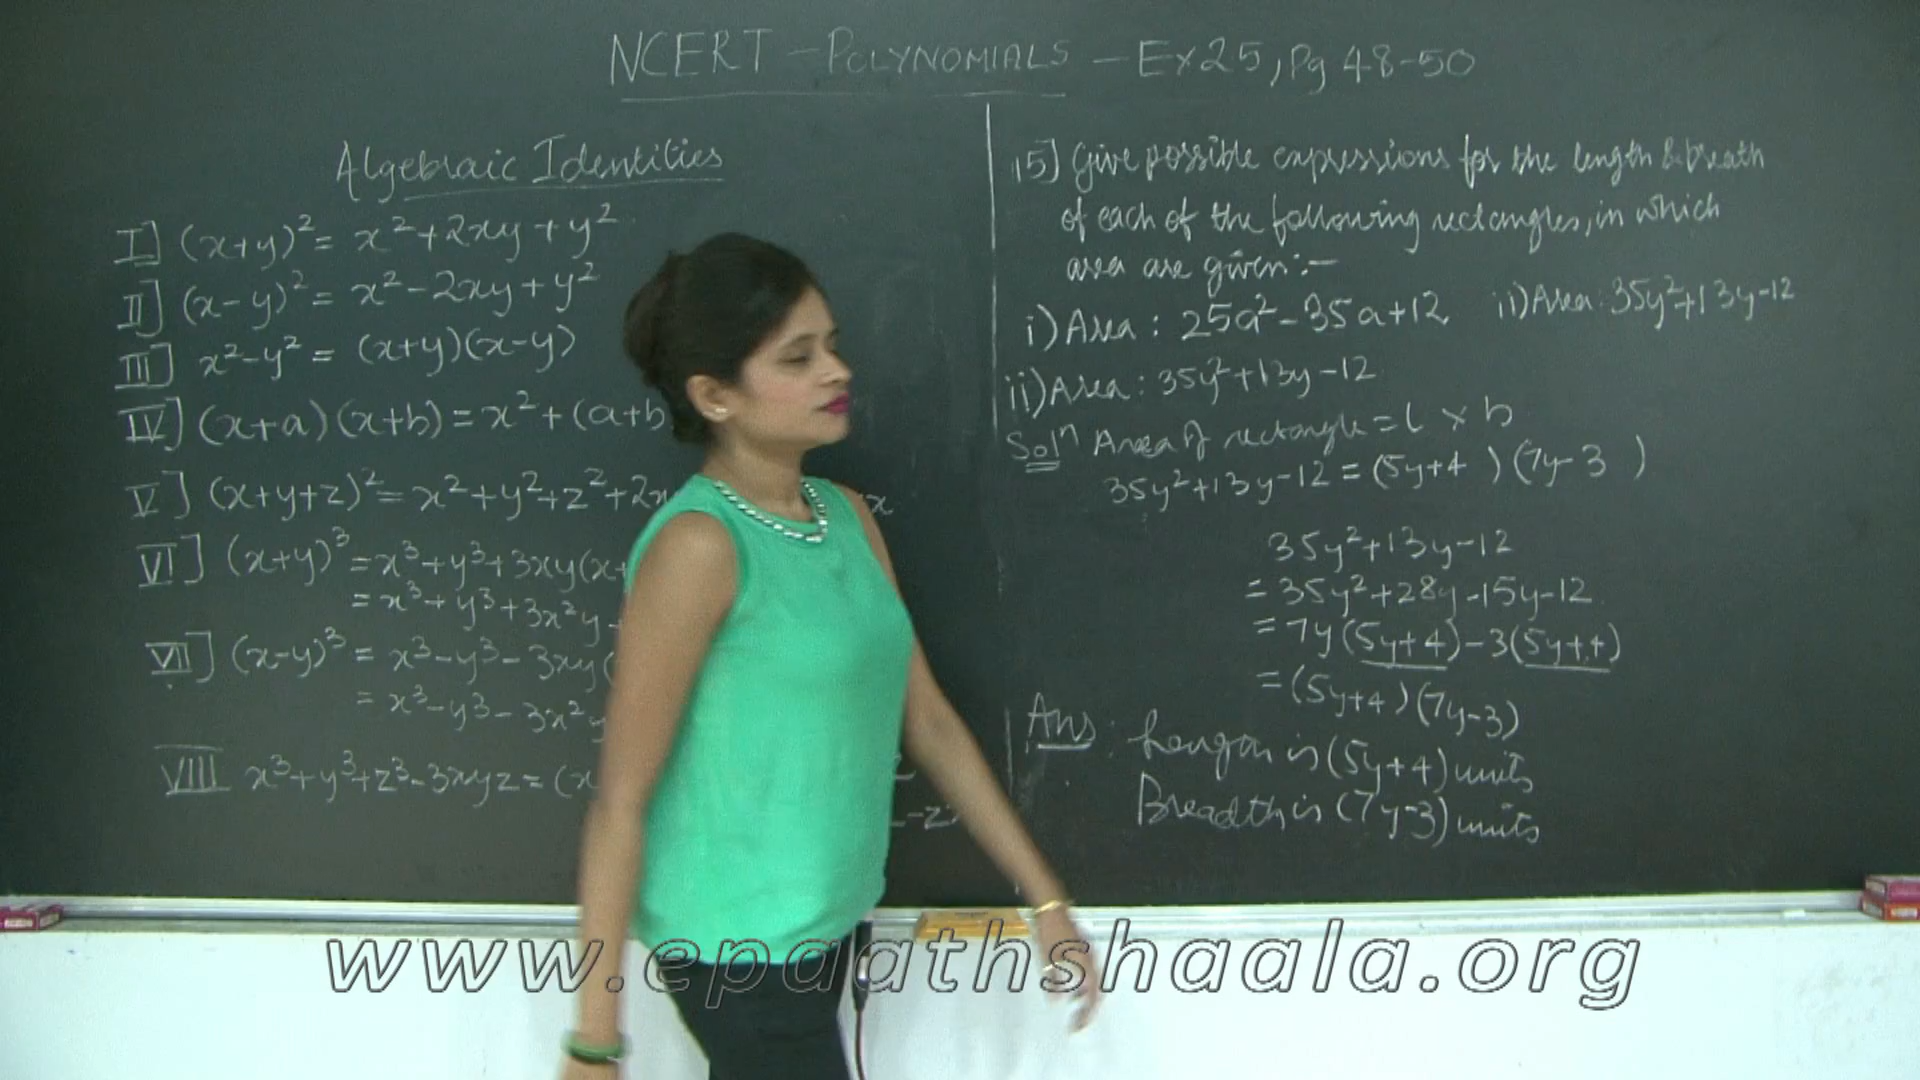 NCERT - POLYNOMIALS - Ex 25, Pg 48-50
Algebraic Identities
I] (x+y)² = x²+2xy+y²
II] (x-y)² = x²-2xy+y²
III] x²-y² = (x+y)(x-y)
IV] (x+a)(x+b) = x²+(a+b
V] (x+y+z)² = x²+y²+z²+2x
VI] (x+y)³ = x³+y³+3xy(x+
= x³+y³+3x²y
VII] (x-y)³ = x³-y³-3xy(
= x³-y³-3x²y
VIII x³+y³+z³-3xyz = (x
15] Give possible expressions for the length & breath
of each of the following rectangles, in which
area are given:-
i) Area : 25a²-35a+12 ii) Area : 35y²+13y-12
ii) Area : 35y²+13y-12
Solⁿ Area of rectangle = l x b
35y²+13y-12 = (5y+4 ) (7y-3 )
35y²+13y-12
= 35y²+28y-15y-12
= 7y(5y+4)-3(5y+4)
= (5y+4)(7y-3)
Ans : Length is (5y+4) units
Breadth is (7y-3) units
www.epaathshaala.org